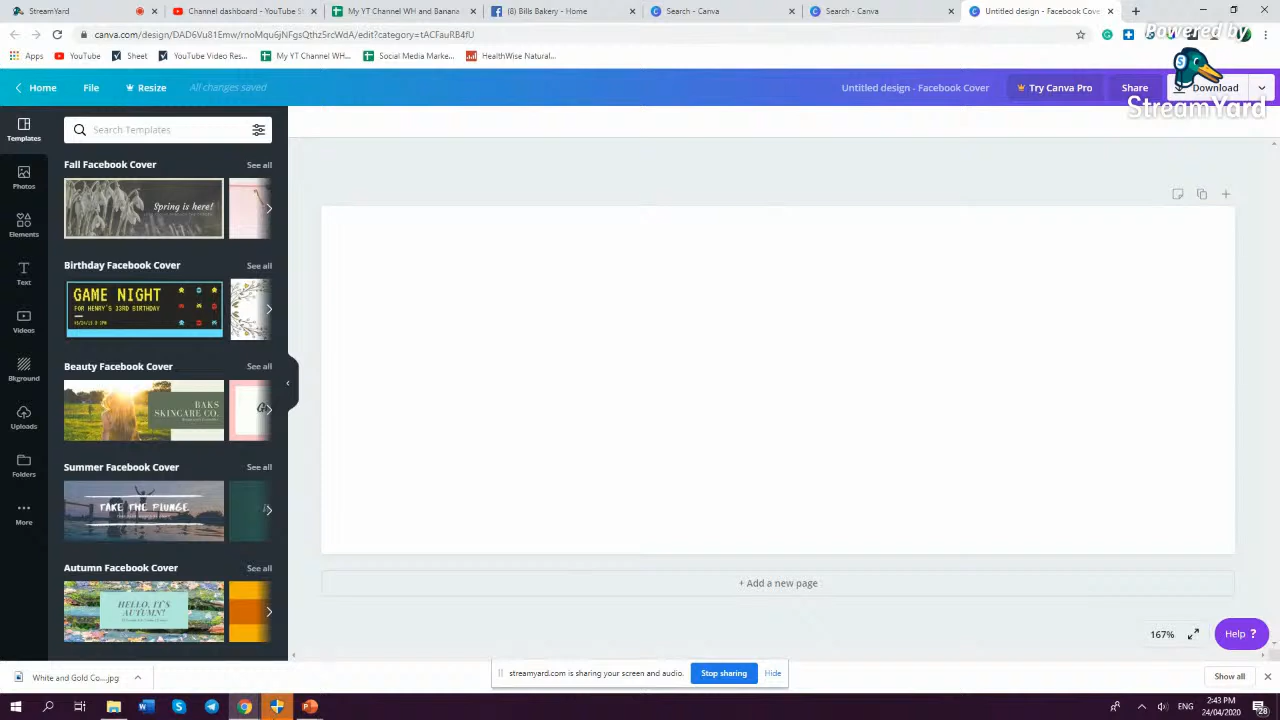 StreamYard
Channel dashboard - YouTube St
My YT Channel WH and Banana
(8) Bills Bakery - Home
Search - Canva
Search - Canva
Untitled design - Facebook Cove
Powered by
canva.com/design/DAD6Vu81Emw/rnoMqu6jNFgsQthz5rcWdA/edit?category=tACFauRB4fU
Apps
YouTube
Sheet
YouTube Video Res...
My YT Channel WH...
Social Media Marke...
HealthWise Natural...
Home
File
Resize
All changes saved
Untitled design - Facebook Cover
Try Canva Pro
Share
Download
StreamYard
Templates
Search Templates
Photos
Elements
Text
Videos
Bkground
Uploads
Folders
More
Fall Facebook Cover
See all
Spring is here!
Birthday Facebook Cover
See all
GAME NIGHT
FOR HENRY'S 33RD BIRTHDAY
Beauty Facebook Cover
See all
BAKS
SKINCARE CO.
Summer Facebook Cover
See all
TAKE THE PLUNGE
Autumn Facebook Cover
See all
HELLO, IT'S
AUTUMN!
+ Add a new page
167%
Help ?
White and Gold Co....jpg
streamyard.com is sharing your screen and audio.
Stop sharing
Hide
Show all
ENG
2:43 PM
24/04/2020
28